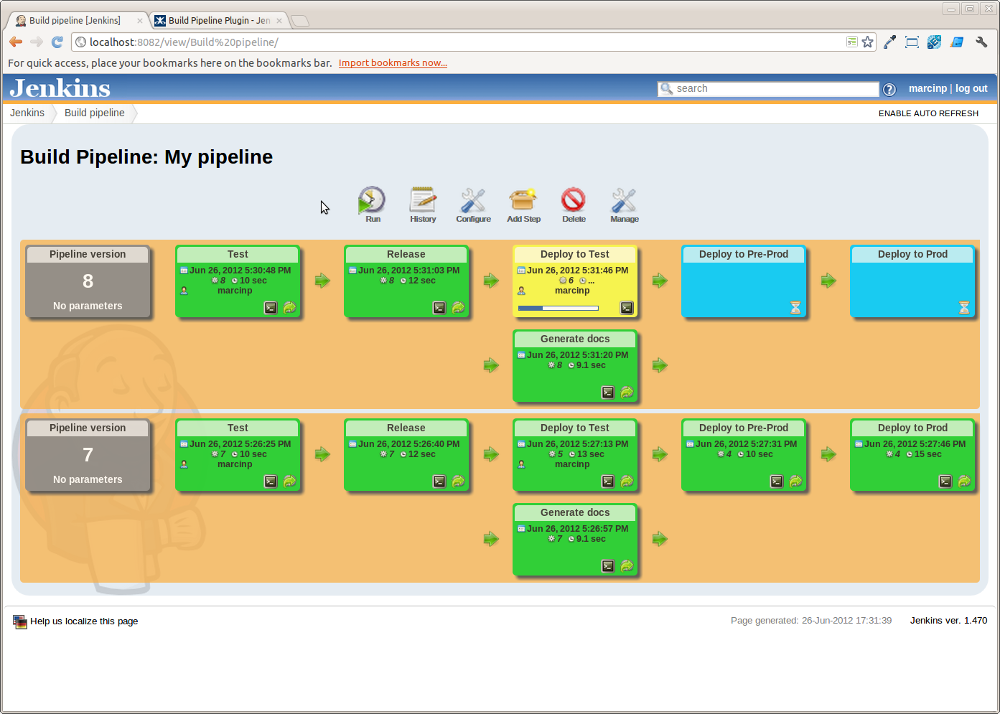 Build pipeline [Jenkins]
Build Pipeline Plugin - Jen
localhost:8082/view/Build%20pipeline/
For quick access, place your bookmarks here on the bookmarks bar. Import bookmarks now...
Jenkins
search
marcinp | log out
Jenkins
Build pipeline
ENABLE AUTO REFRESH
Build Pipeline: My pipeline
Run
History
Configure
Add Step
Delete
Manage
Pipeline version
8
No parameters
Test
Jun 26, 2012 5:30:48 PM
8 10 sec
marcinp
Release
Jun 26, 2012 5:31:03 PM
8 12 sec
Deploy to Test
Jun 26, 2012 5:31:46 PM
6 ...
marcinp
Deploy to Pre-Prod
Deploy to Prod
Generate docs
Jun 26, 2012 5:31:20 PM
8 9.1 sec
Pipeline version
7
No parameters
Test
Jun 26, 2012 5:26:25 PM
7 10 sec
marcinp
Release
Jun 26, 2012 5:26:40 PM
7 12 sec
Deploy to Test
Jun 26, 2012 5:27:13 PM
5 13 sec
marcinp
Deploy to Pre-Prod
Jun 26, 2012 5:27:31 PM
4 10 sec
Deploy to Prod
Jun 26, 2012 5:27:46 PM
4 15 sec
Generate docs
Jun 26, 2012 5:26:57 PM
7 9.1 sec
Help us localize this page
Page generated: 26-Jun-2012 17:31:39
Jenkins ver. 1.470